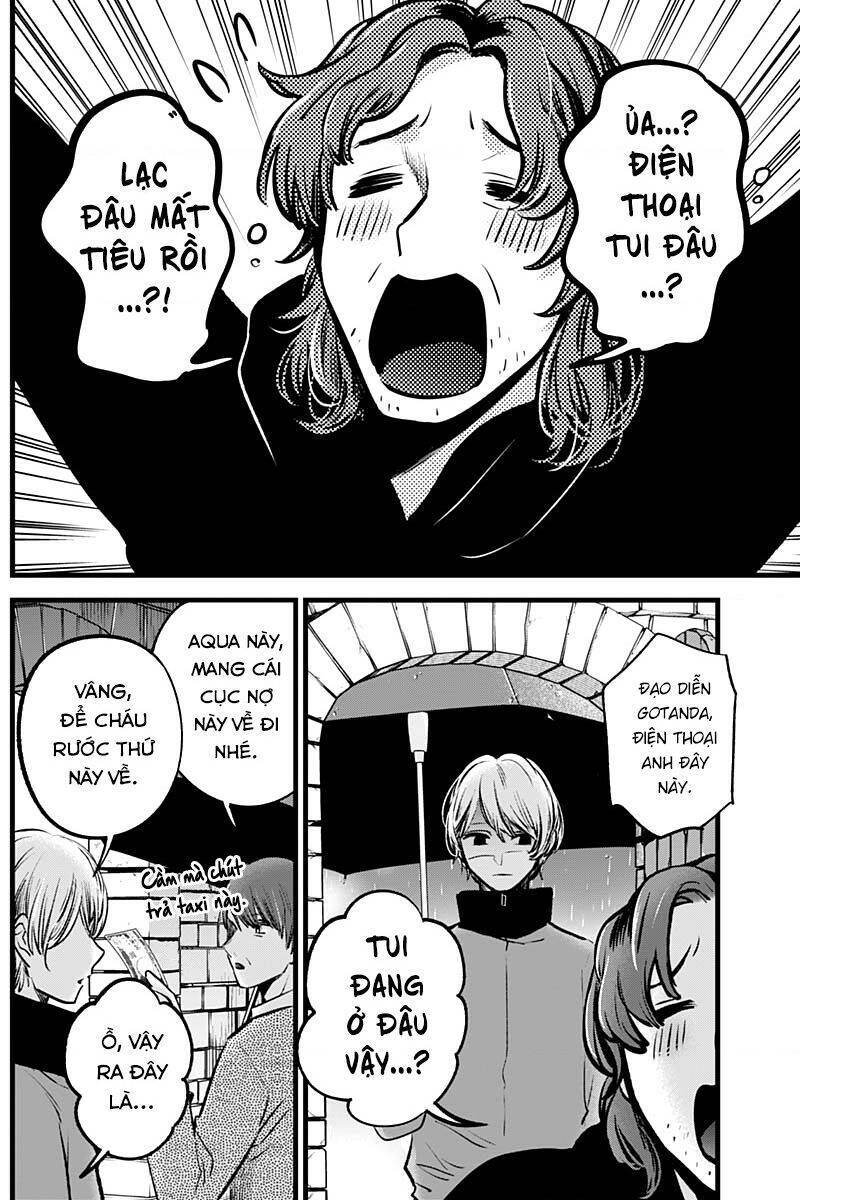 ỦA...?
ĐIỆN
THOẠI
TUI ĐÂU
...?
LẠC
ĐÂU MẤT
TIÊU RỒI
...?!
ĐẠO DIỄN
GOTANDA,
ĐIỆN THOẠI
ANH ĐÂY
NÀY.
TUI
ĐANG
Ở ĐÂU
VẬY...?
AQUA NÀY,
MANG CÁI
CỤC NỢ
NÀY VỀ ĐI
NHÉ.
VÂNG,
ĐỂ CHÁU
RƯỚC THỨ
NÀY VỀ.
Cầm mà chút
trả taxi này.
Ồ, VẬY
RA ĐÂY
LÀ...